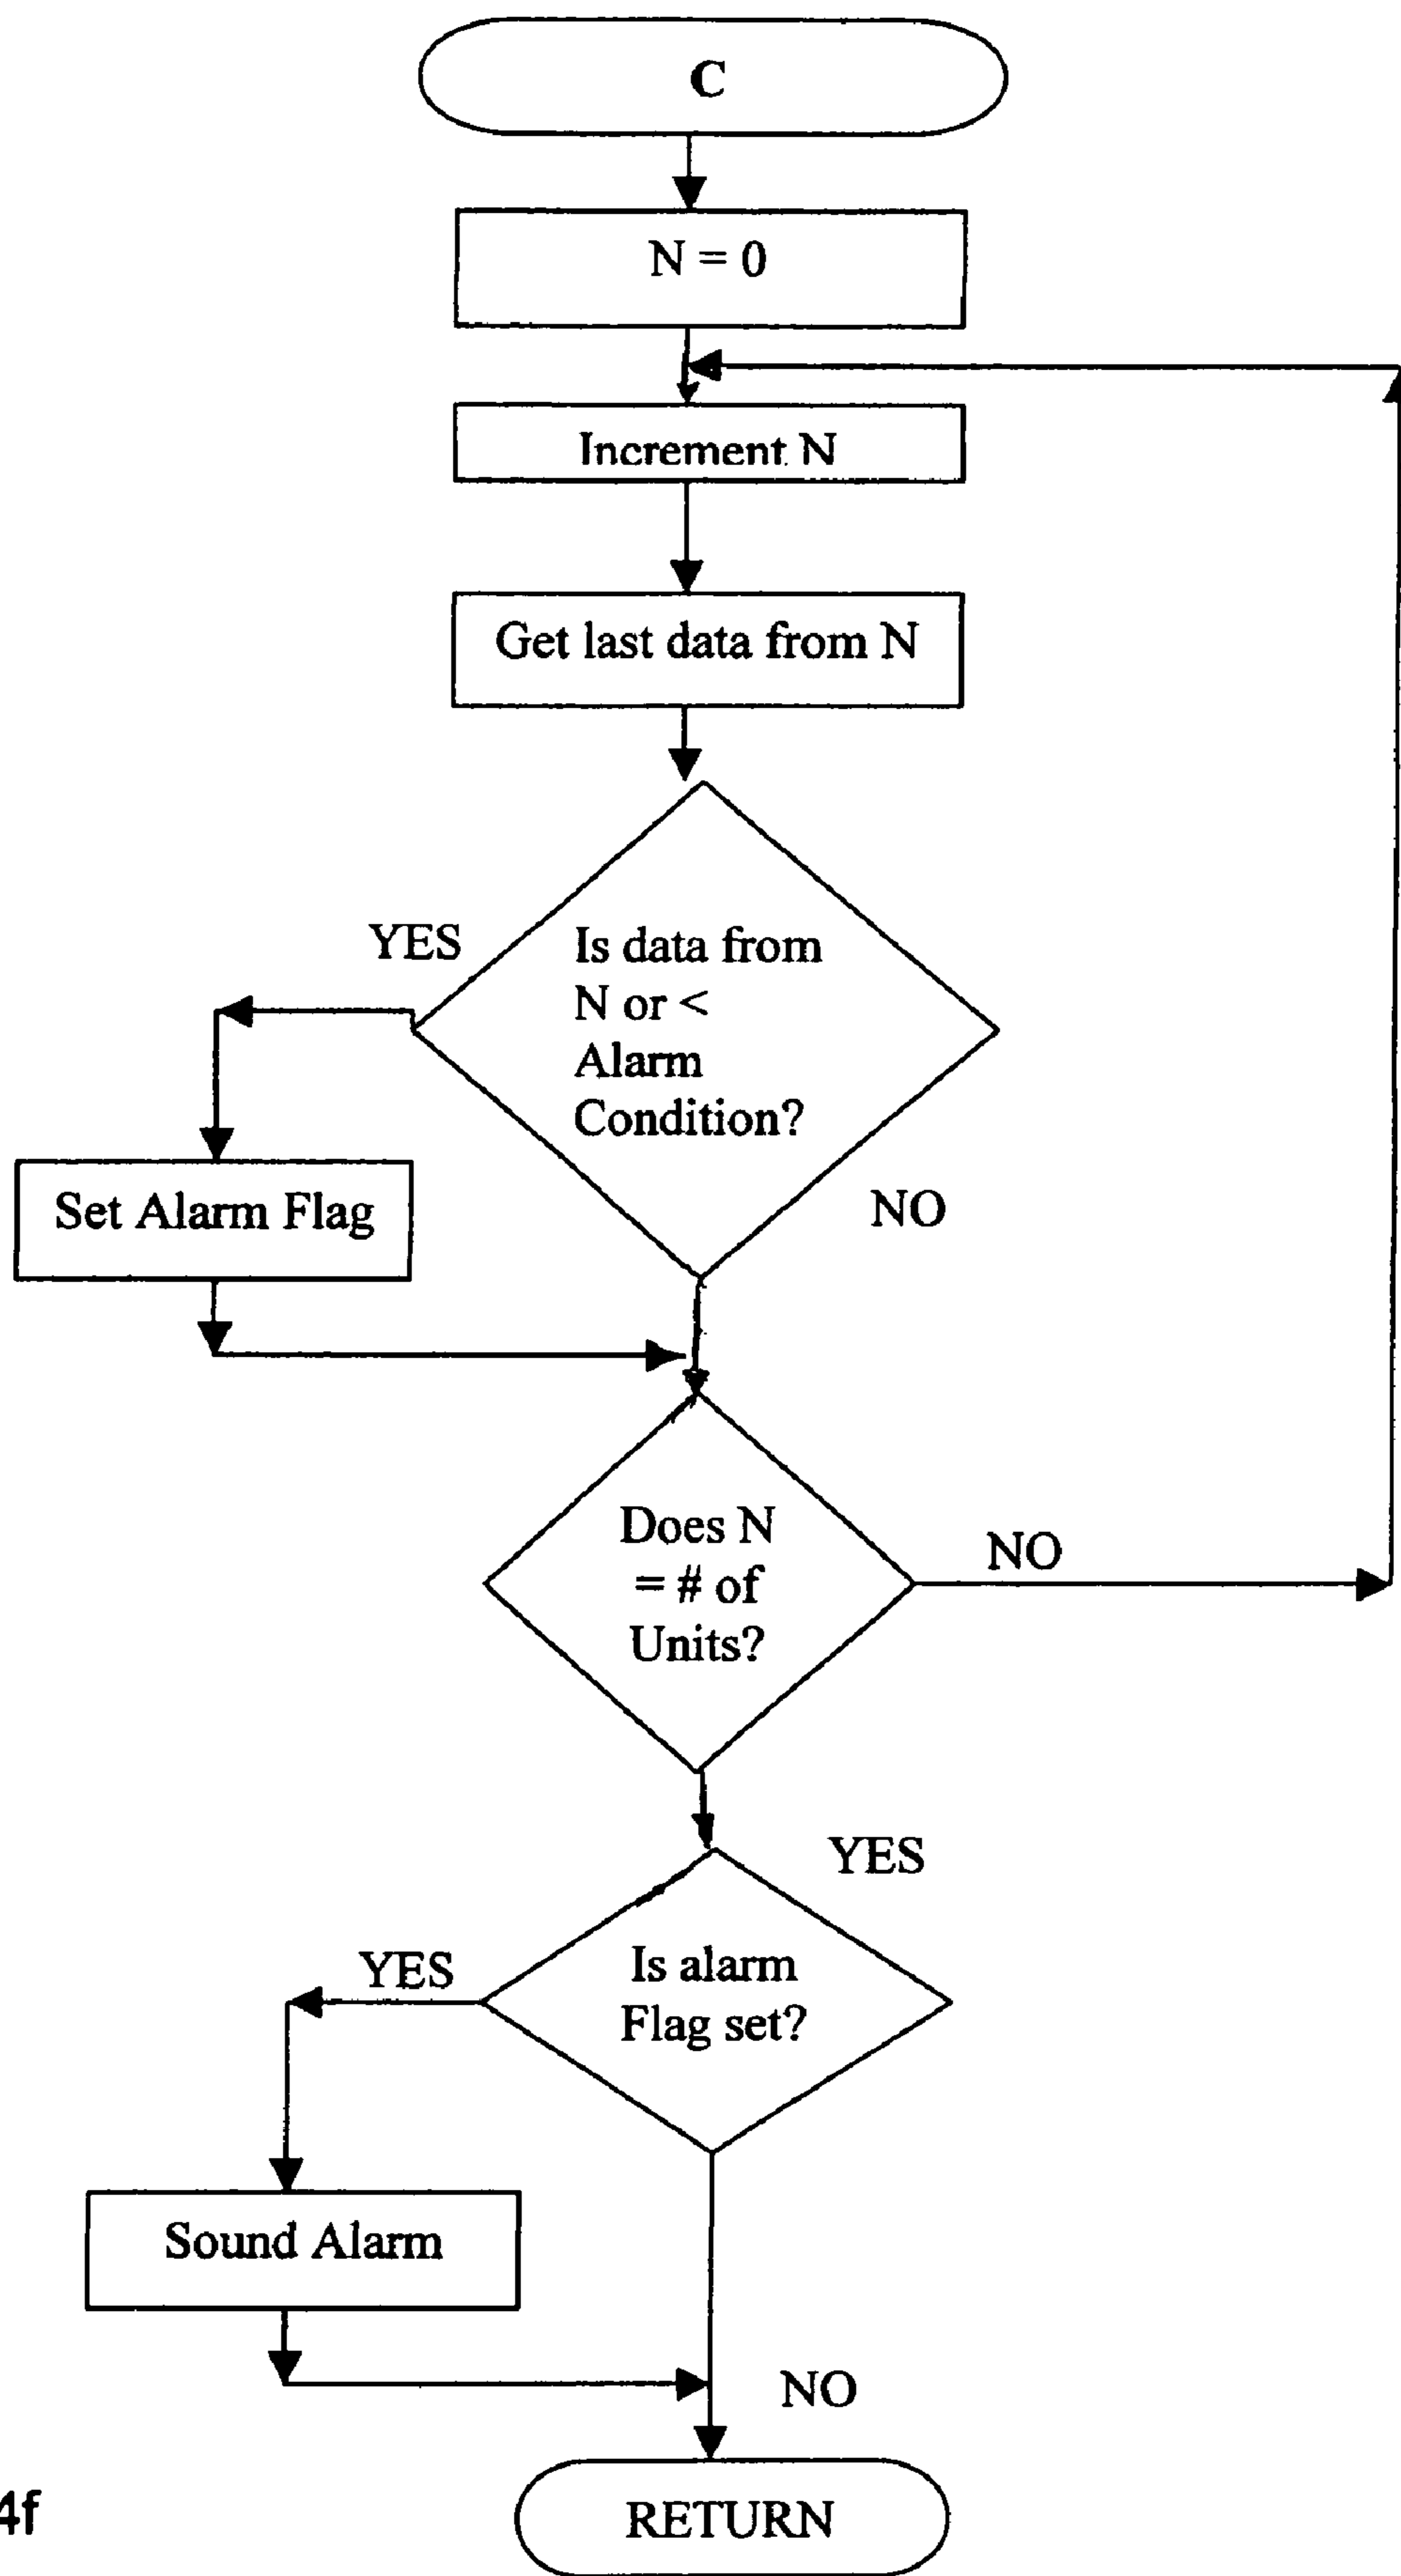 C
N = 0
Increment N
Get last data from N
YES
Is data from
N or <
Alarm
Condition?
NO
Set Alarm Flag
Does N
= # of
Units?
NO
YES
Is alarm
Flag set?
YES
Sound Alarm
NO
RETURN
4f